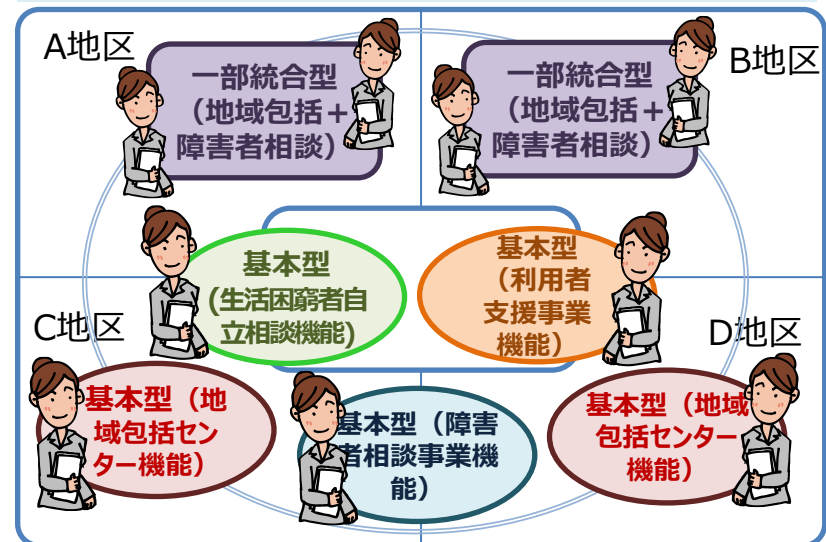 A地区
一部統合型
（地域包括＋
障害者相談）
一部統合型
（地域包括＋
障害者相談）
B地区
基本型
(生活困窮者自
立相談機能)
基本型
（利用者
支援事業
機能）
C地区
D地区
基本型（地
域包括セン
ター機能）
基本型（障害
者相談事業機
能）
基本型（地域
包括センター
機能）